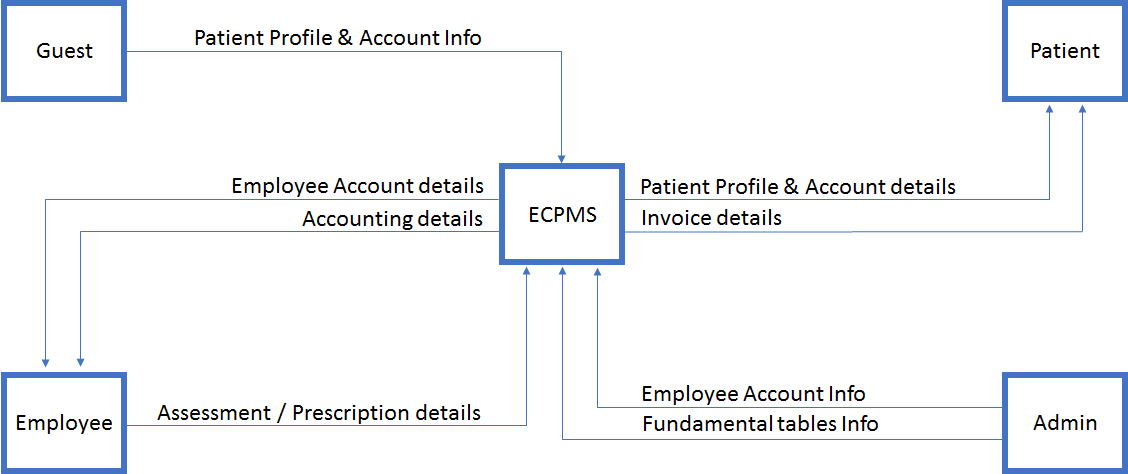 Guest
Patient Profile & Account Info
Patient
Employee Account details
Accounting details
ECPMS
Patient Profile & Account details
Invoice details
Employee
Assessment / Prescription details
Employee Account Info
Fundamental tables Info
Admin